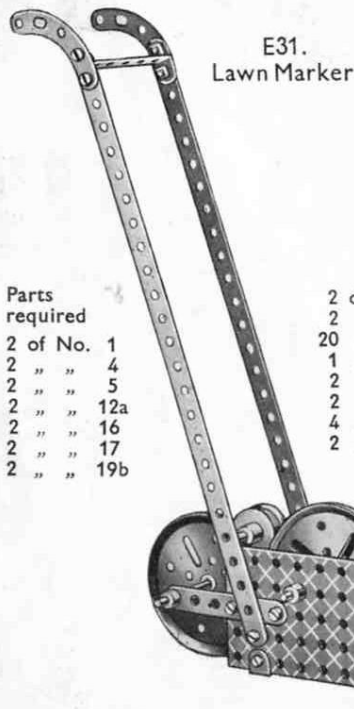 E31.
Lawn Marker
Parts
required
2 of No. 1
2 „ „ 4
2 „ „ 5
2 „ „ 12a
2 „ „ 16
2 „ „ 17
2 „ „ 19b
2
2
20
1
2
2
4
2